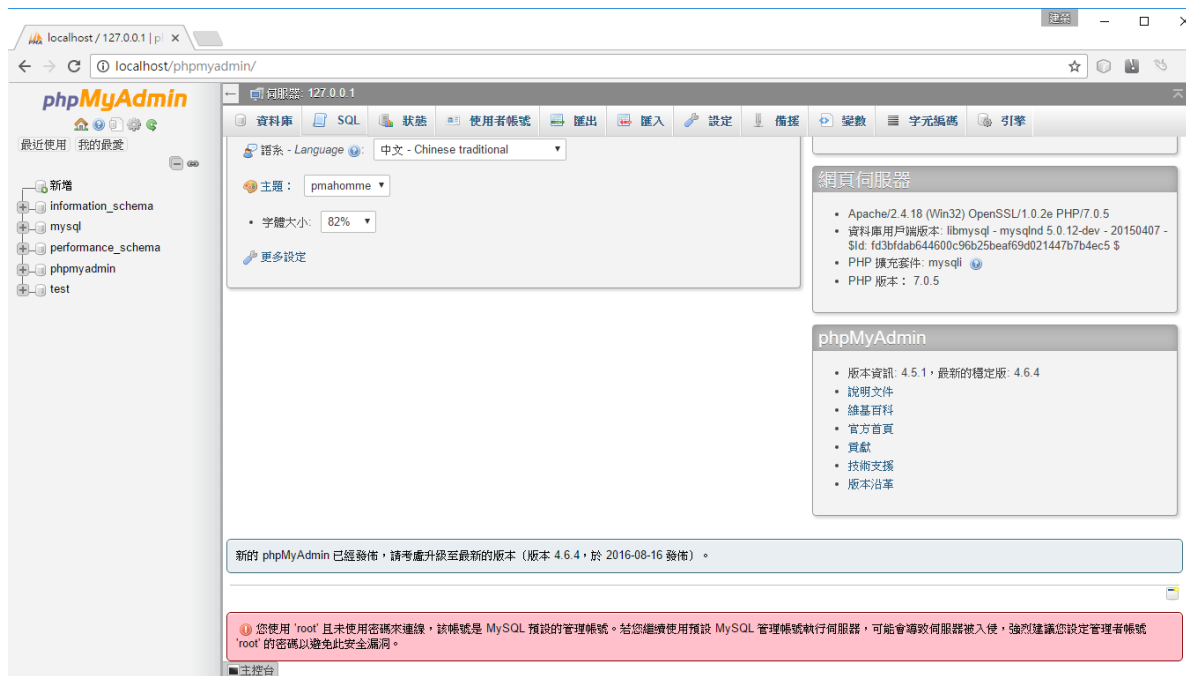 建榮
localhost / 127.0.0.1 | pl
localhost/phpmyadmin/
phpMyAdmin
最近使用 我的最愛
新增
information_schema
mysql
performance_schema
phpmyadmin
test
伺服器: 127.0.0.1
資料庫 SQL 狀態 使用者帳號 匯出 匯入 設定 備援 變數 字元編碼 引擎
語系 - Language : 中文 - Chinese traditional
主題： pmahomme
• 字體大小: 82%
更多設定
網頁伺服器
• Apache/2.4.18 (Win32) OpenSSL/1.0.2e PHP/7.0.5
• 資料庫用戶端版本: libmysql - mysqlnd 5.0.12-dev - 20150407 -
$Id: fd3bfdab644600c96b25beaf69d021447b7b4ec5 $
• PHP 擴充套件: mysqli
• PHP 版本： 7.0.5
phpMyAdmin
• 版本資訊: 4.5.1，最新的穩定版: 4.6.4
• 說明文件
• 維基百科
• 官方首頁
• 貢獻
• 技術支援
• 版本沿革
新的 phpMyAdmin 已經發佈，請考慮升級至最新的版本（版本 4.6.4，於 2016-08-16 發佈）。
您使用 'root' 且未使用密碼來連線，該帳號是 MySQL 預設的管理帳號。若您繼續使用預設 MySQL 管理帳號執行伺服器，可能會導致伺服器被入侵，強烈建議您設定管理者帳號
'root' 的密碼以避免此安全漏洞。
主控台